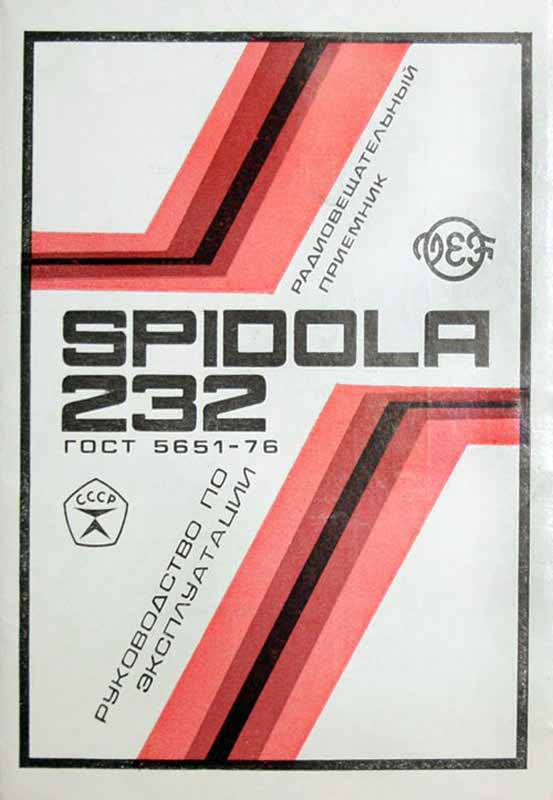 РАДИОВЕЩАТЕЛЬНЫЙ
ПРИЕМНИК
VEF
SPIDOLA
232
ГОСТ 5651-76
СССР
РУКОВОДСТВО ПО
ЭКСПЛУАТАЦИИ